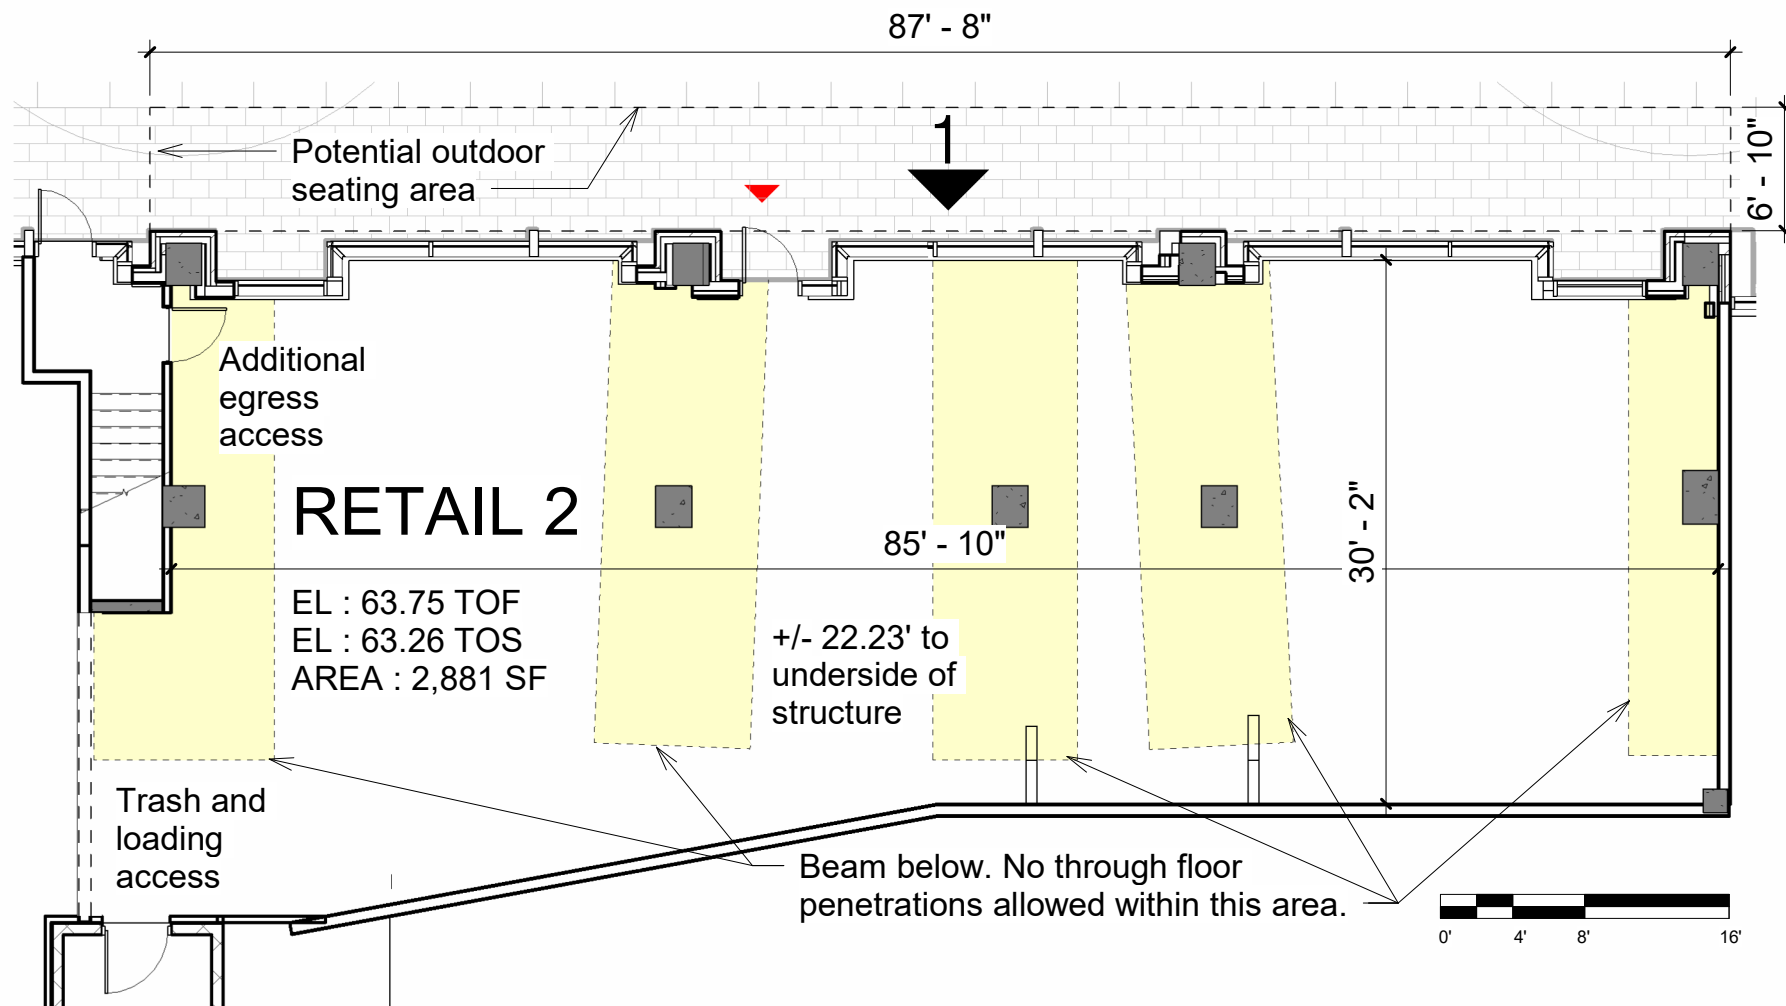 87' - 8"
1
Potential outdoor
seating area
6' - 10"
Additional
egress
access
RETAIL 2
85' - 10"
30' - 2"
EL : 63.75 TOF
EL : 63.26 TOS
AREA : 2,881 SF
+/- 22.23' to
underside of
structure
Trash and
loading
access
Beam below. No through floor
penetrations allowed within this area.
0' 4' 8' 16'